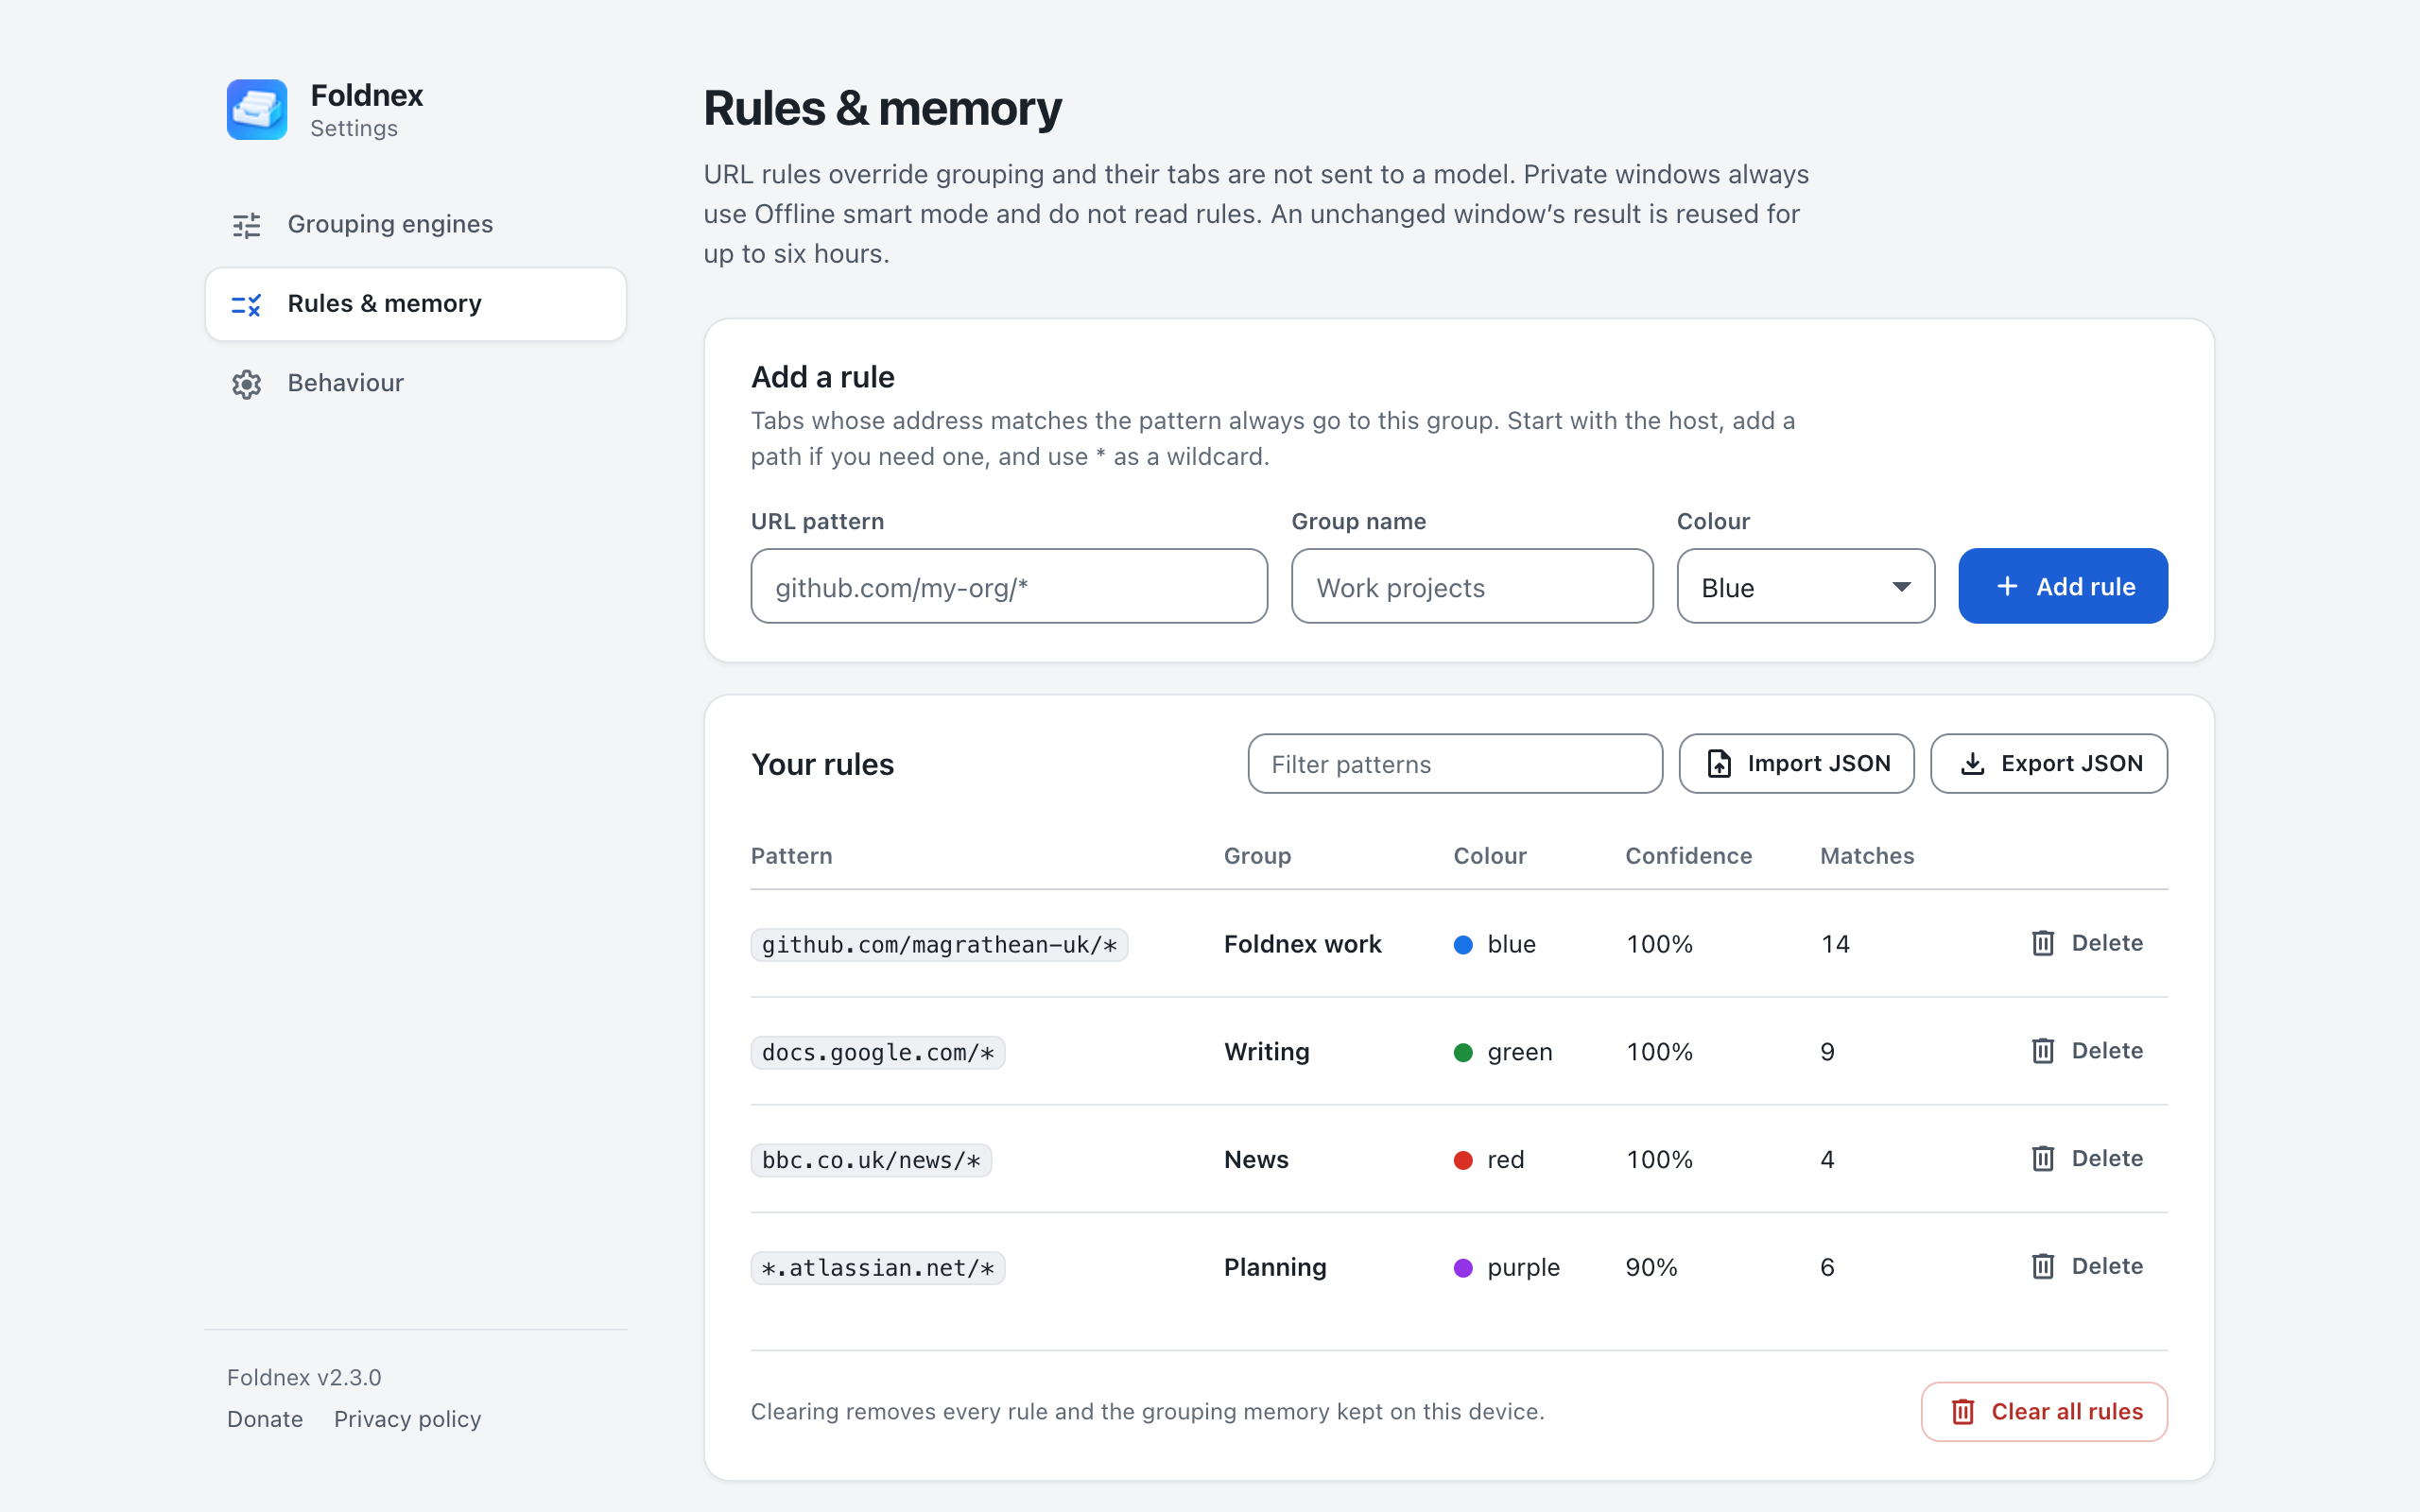 Foldnex
Settings
Grouping engines
Rules & memory
Behaviour
Foldnex v2.3.0
Donate Privacy policy
Rules & memory
URL rules override grouping and their tabs are not sent to a model. Private windows always
use Offline smart mode and do not read rules. An unchanged window’s result is reused for
up to six hours.
Add a rule
Tabs whose address matches the pattern always go to this group. Start with the host, add a
path if you need one, and use * as a wildcard.
URL pattern Group name Colour
github.com/my-org/* Work projects Blue + Add rule
Your rules Filter patterns Import JSON Export JSON
Pattern Group Colour Confidence Matches
github.com/magrathean-uk/* Foldnex work blue 100% 14 Delete
docs.google.com/* Writing green 100% 9 Delete
bbc.co.uk/news/* News red 100% 4 Delete
*.atlassian.net/* Planning purple 90% 6 Delete
Clearing removes every rule and the grouping memory kept on this device. Clear all rules